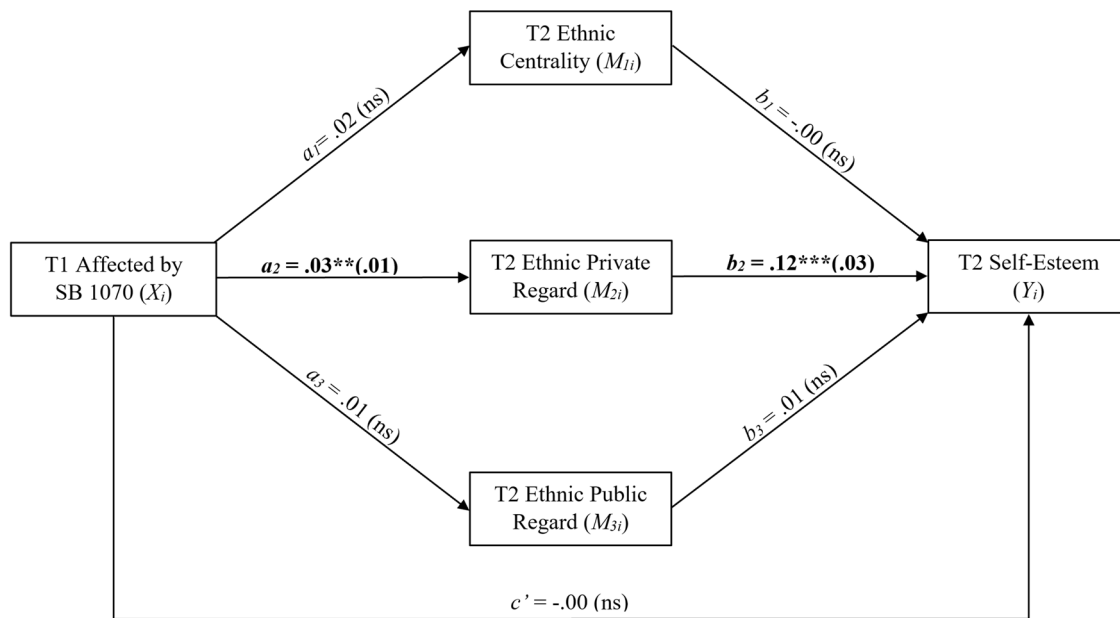 T2 Ethnic
Centrality (M1i)
a1= .02 (ns)
b1 = -.00 (ns)
T1 Affected by
SB 1070 (Xi)
a2 = .03**(.01)
T2 Ethnic Private
Regard (M2i)
b2 = .12***(.03)
T2 Self-Esteem
(Yi)
a3 = .01 (ns)
b3 = .01 (ns)
T2 Ethnic Public
Regard (M3i)
c' = -.00 (ns)